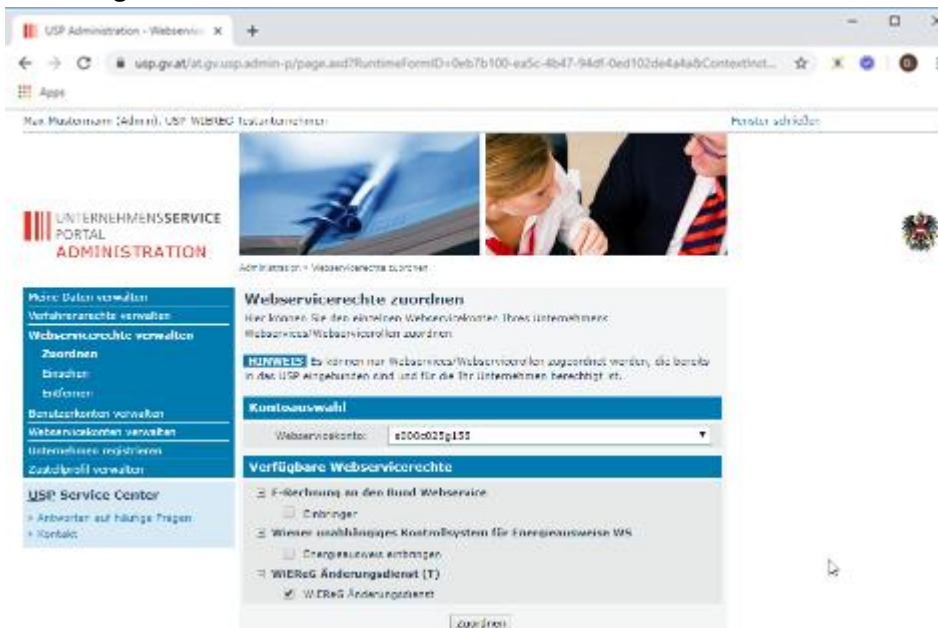 USP Administration - Webservice
usp.gv.at/at.gv.usp.admin-p/page.aed?RuntimeFormID=0eb7b100-ea5c-4b47-94df-0ed102de4a4a&ContextInst...
Apps
Max Mustermann (Admin), USP WIEREG Testunternehmen
Fenster schließen
UNTERNEHMENSSERVICE
PORTAL
ADMINISTRATION
Administration > Webservicerechte zuordnen
Meine Daten verwalten
Verfahrensrechte verwalten
Webservicerechte verwalten
Zuordnen
Einsehen
Entfernen
Benutzerkonten verwalten
Webservicekonten verwalten
Unternehmen registrieren
Zustellprofil verwalten
USP Service Center
» Antworten auf häufige Fragen
» Kontakt
Webservicerechte zuordnen
Hier können Sie den einzelnen Webservicekonten Ihres Unternehmens
Webservices/Webservicerollen zuordnen
HINWEIS Es können nur Webservices/Webservicerollen zugeordnet werden, die bereits
in das USP eingebunden sind und für die Ihr Unternehmen berechtigt ist.
Kontoauswahl
Webservicekonto: s000c025g155
Verfügbare Webservicerechte
E-Rechnung an den Bund Webservice
Einbringer
Wiener unabhängiges Kontrollsystem für Energieausweise WS
Energieausweis einbringen
WiEReG Änderungsdienst (T)
WiEReG Änderungsdienst
Zuordnen